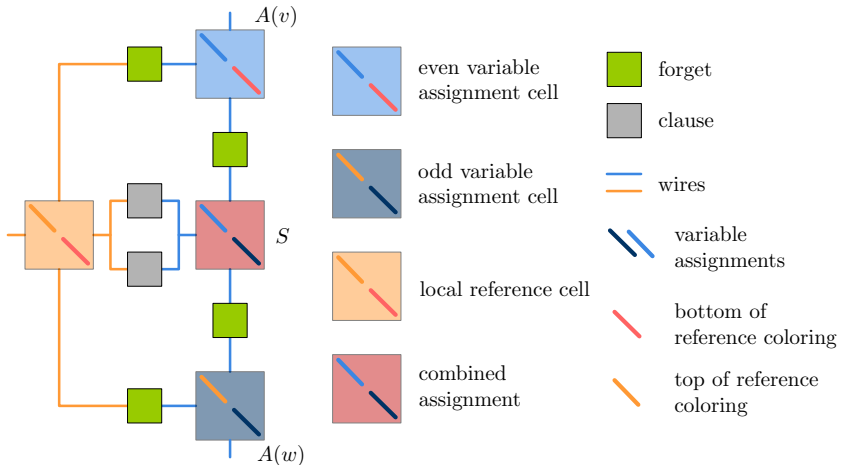 A(v)
S
A(w)
even variable
assignment cell
odd variable
assignment cell
local reference cell
combined
assignment
forget
clause
wires
variable
assignments
bottom of
reference coloring
top of reference
coloring